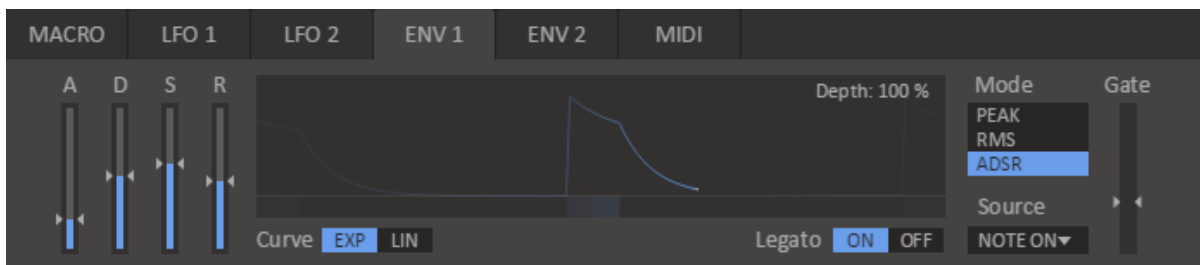 MACRO LFO 1 LFO 2 ENV 1 ENV 2 MIDI
A D S R
Depth: 100 %
Mode
PEAK
RMS
ADSR
Gate
Source
NOTE ON
Curve EXP LIN
Legato ON OFF